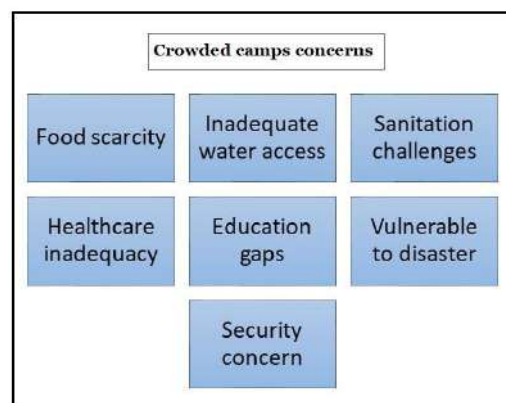 Crowded camps concerns
Food scarcity
Inadequate
water access
Sanitation
challenges
Healthcare
inadequacy
Education
gaps
Vulnerable
to disaster
Security
concern